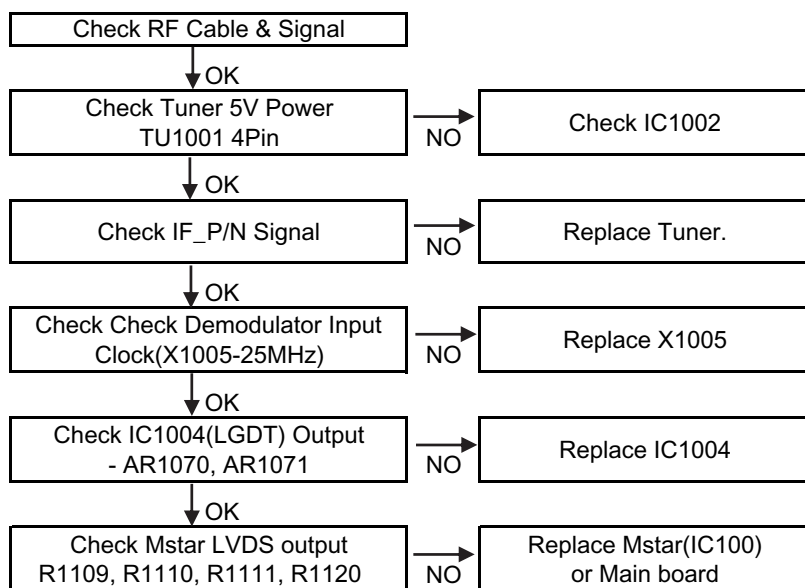 Check RF Cable & Signal
OK
Check Tuner 5V Power
TU1001 4Pin
NO
Check IC1002
OK
Check IF_P/N Signal
NO
Replace Tuner.
OK
Check Check Demodulator Input
Clock(X1005-25MHz)
NO
Replace X1005
OK
Check IC1004(LGDT) Output
- AR1070, AR1071
NO
Replace IC1004
OK
Check Mstar LVDS output
R1109, R1110, R1111, R1120
NO
Replace Mstar(IC100)
or Main board